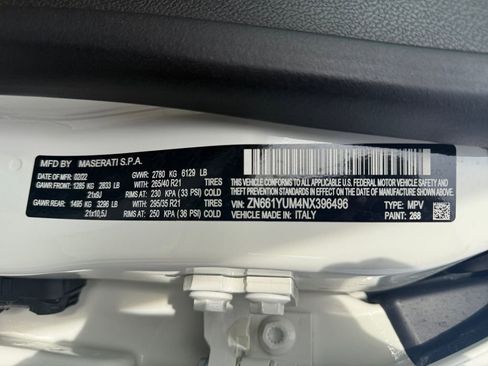 MFD BY MASERATI S.P.A.
DATE OF MFR: 02/22 GVWR: 2780 KG 6129 LB
GAWR FRONT: 1285 KG 2833 LB WITH 265/40 R21 TIRES
21x9J RIMS AT: 230 KPA (33 PSI) COLD
GAWR REAR: 1495 KG 3296 LB WITH 295/35 R21 TIRES
21x10,5J RIMS AT: 250 KPA (36 PSI) COLD
THIS VEHICLE CONFORMS TO ALL APPLICABLE U.S. FEDERAL MOTOR VEHICLE SAFETY
BUMPER AND THEFT PREVENTION STANDARDS IN EFFECT ON THE DATE OF MANUFACTURE SHOWN ABOVE
VIN: ZN661YUM4NX396496 TYPE: MPV
MADE IN: ITALY PAINT: 268